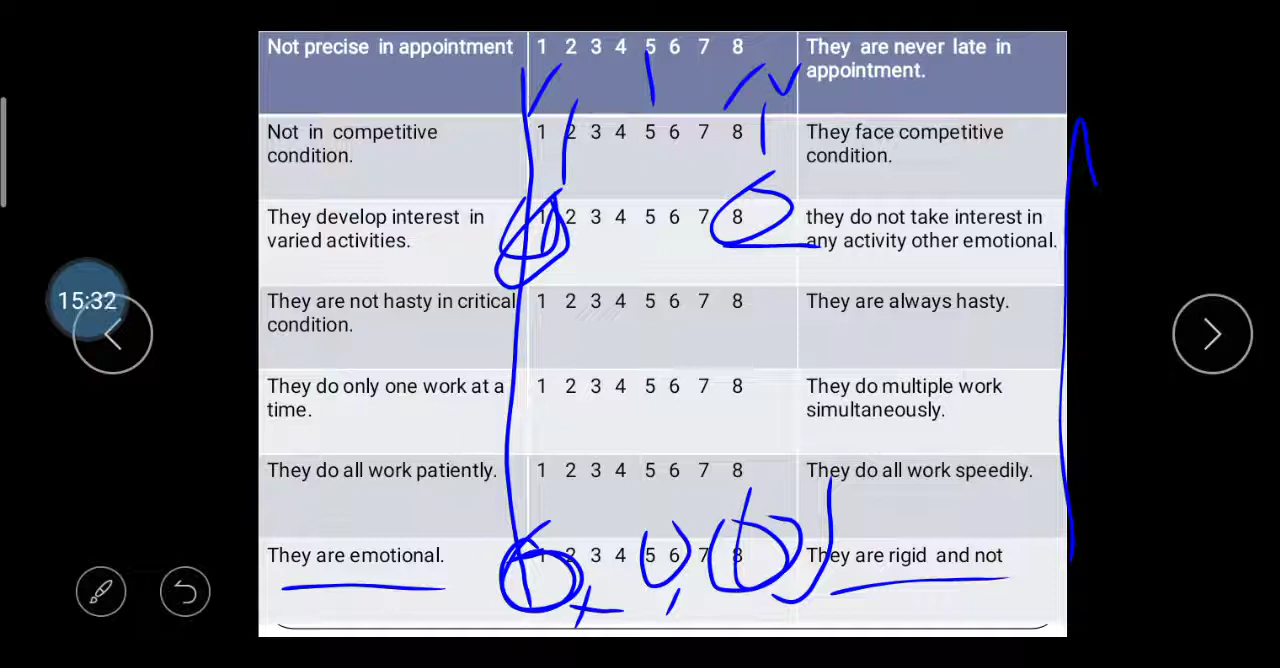 Not precise in appointment 1 2 3 4 5 6 7 8 They are never late in
appointment.
Not in competitive 1 2 3 4 5 6 7 8 They face competitive
condition. condition.
They develop interest in 1 2 3 4 5 6 7 8 they do not take interest in
varied activities. any activity other emotional.
15:32
They are not hasty in critical 1 2 3 4 5 6 7 8 They are always hasty.
condition.
They do only one work at a 1 2 3 4 5 6 7 8 They do multiple work
time. simultaneously.
They do all work patiently. 1 2 3 4 5 6 7 8 They do all work speedily.
They are emotional. 1 2 3 4 5 6 7 8 They are rigid and not